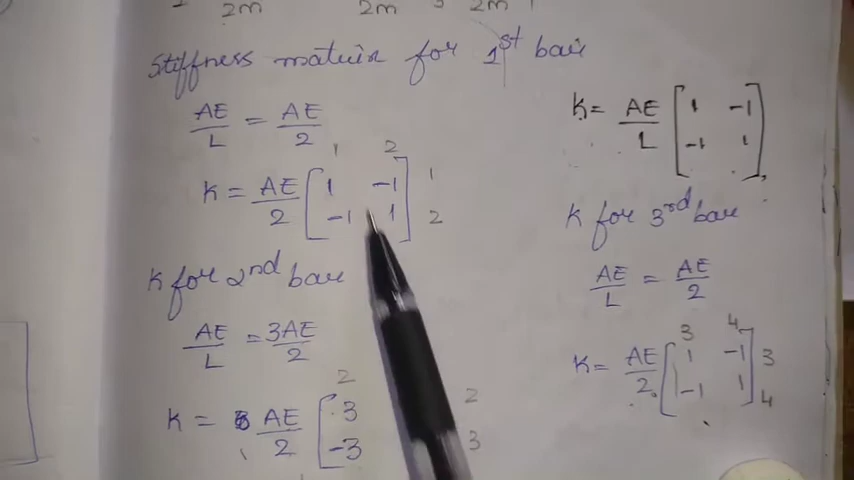 2m 2m 2m
Stiffness matrix for 1st bar
AE/L = AE/2
1 2
K = AE/2 [ 1 -1 ] 1
-1 1 2
K for 2nd bar
AE/L = 3AE/2
2
K = AE/2 [ 3 2
-3 3
K = AE/L [ 1 -1 ]
-1 1
K for 3rd bar
AE/L = AE/2
3 4
K = AE/2 [ 1 -1 ] 3
-1 1 4